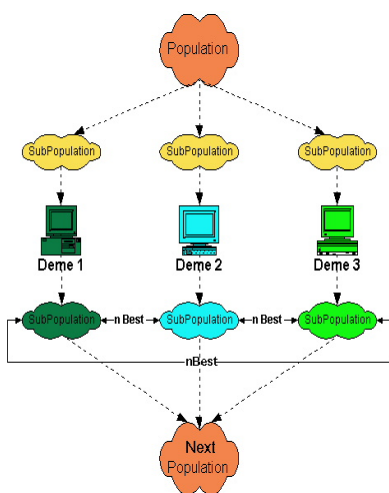 Population
SubPopulation SubPopulation SubPopulation
Deme 1 Deme 2 Deme 3
SubPopulation n Best SubPopulation n Best SubPopulation
nBest
Next
Population